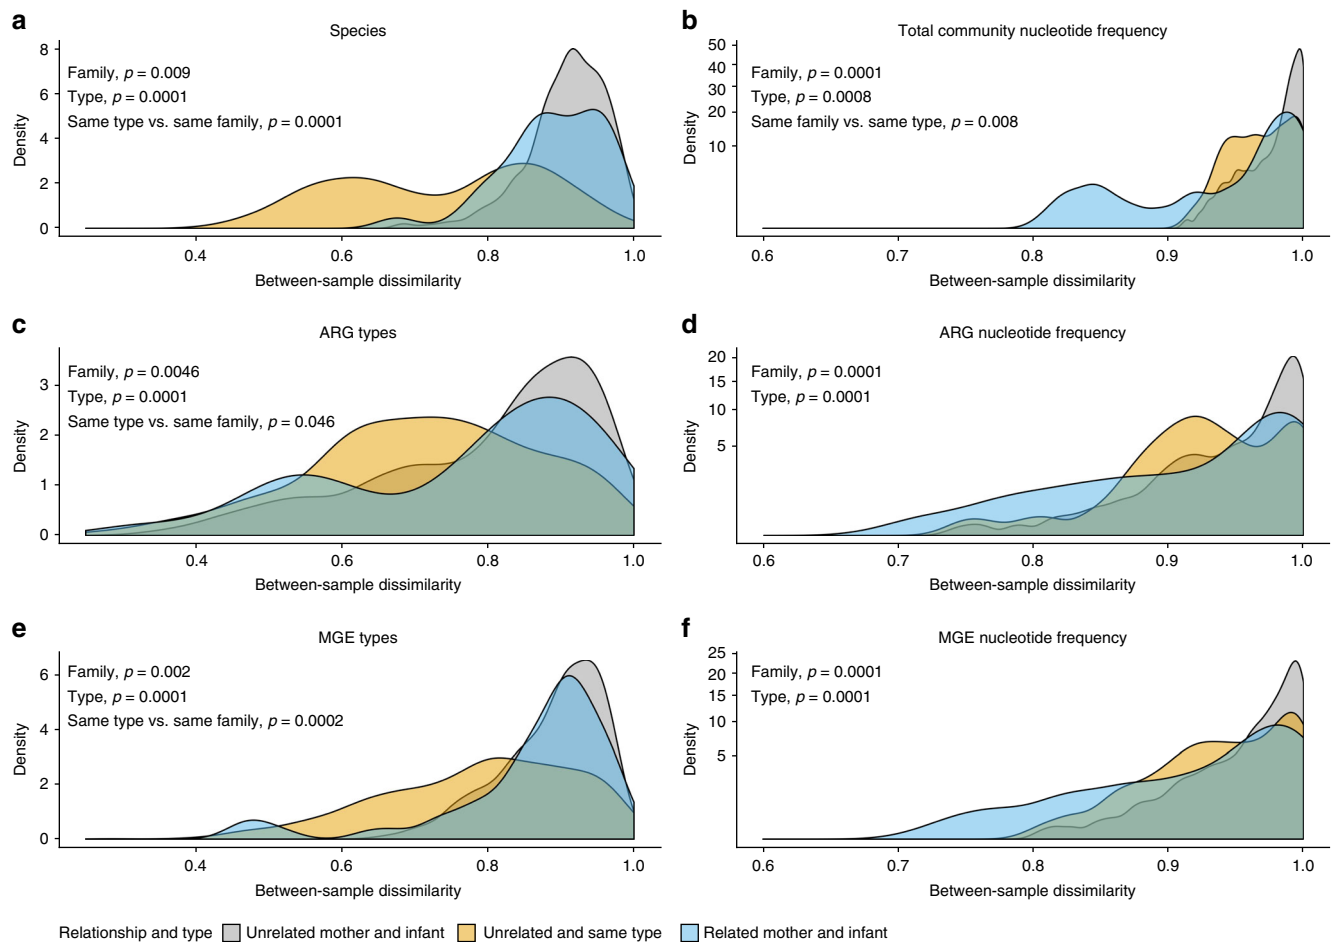 a
Species
8
6
4
2
0
Density
Family, p = 0.009
Type, p = 0.0001
Same type vs. same family, p = 0.0001
0.4 0.6 0.8 1.0
Between-sample dissimilarity
b
Total community nucleotide frequency
50
40
30
20
10
Density
Family, p = 0.0001
Type, p = 0.0008
Same family vs. same type, p = 0.008
0.6 0.7 0.8 0.9 1.0
Between-sample dissimilarity
c
ARG types
3
2
1
0
Density
Family, p = 0.0046
Type, p = 0.0001
Same type vs. same family, p = 0.046
0.4 0.6 0.8 1.0
Between-sample dissimilarity
d
ARG nucleotide frequency
20
15
10
5
Density
Family, p = 0.0001
Type, p = 0.0001
0.6 0.7 0.8 0.9 1.0
Between-sample dissimilarity
e
MGE types
6
4
2
0
Density
Family, p = 0.002
Type, p = 0.0001
Same type vs. same family, p = 0.0002
0.4 0.6 0.8 1.0
Between-sample dissimilarity
f
MGE nucleotide frequency
25
20
15
10
5
Density
Family, p = 0.0001
Type, p = 0.0001
0.6 0.7 0.8 0.9 1.0
Between-sample dissimilarity
Relationship and type Unrelated mother and infant Unrelated and same type Related mother and infant